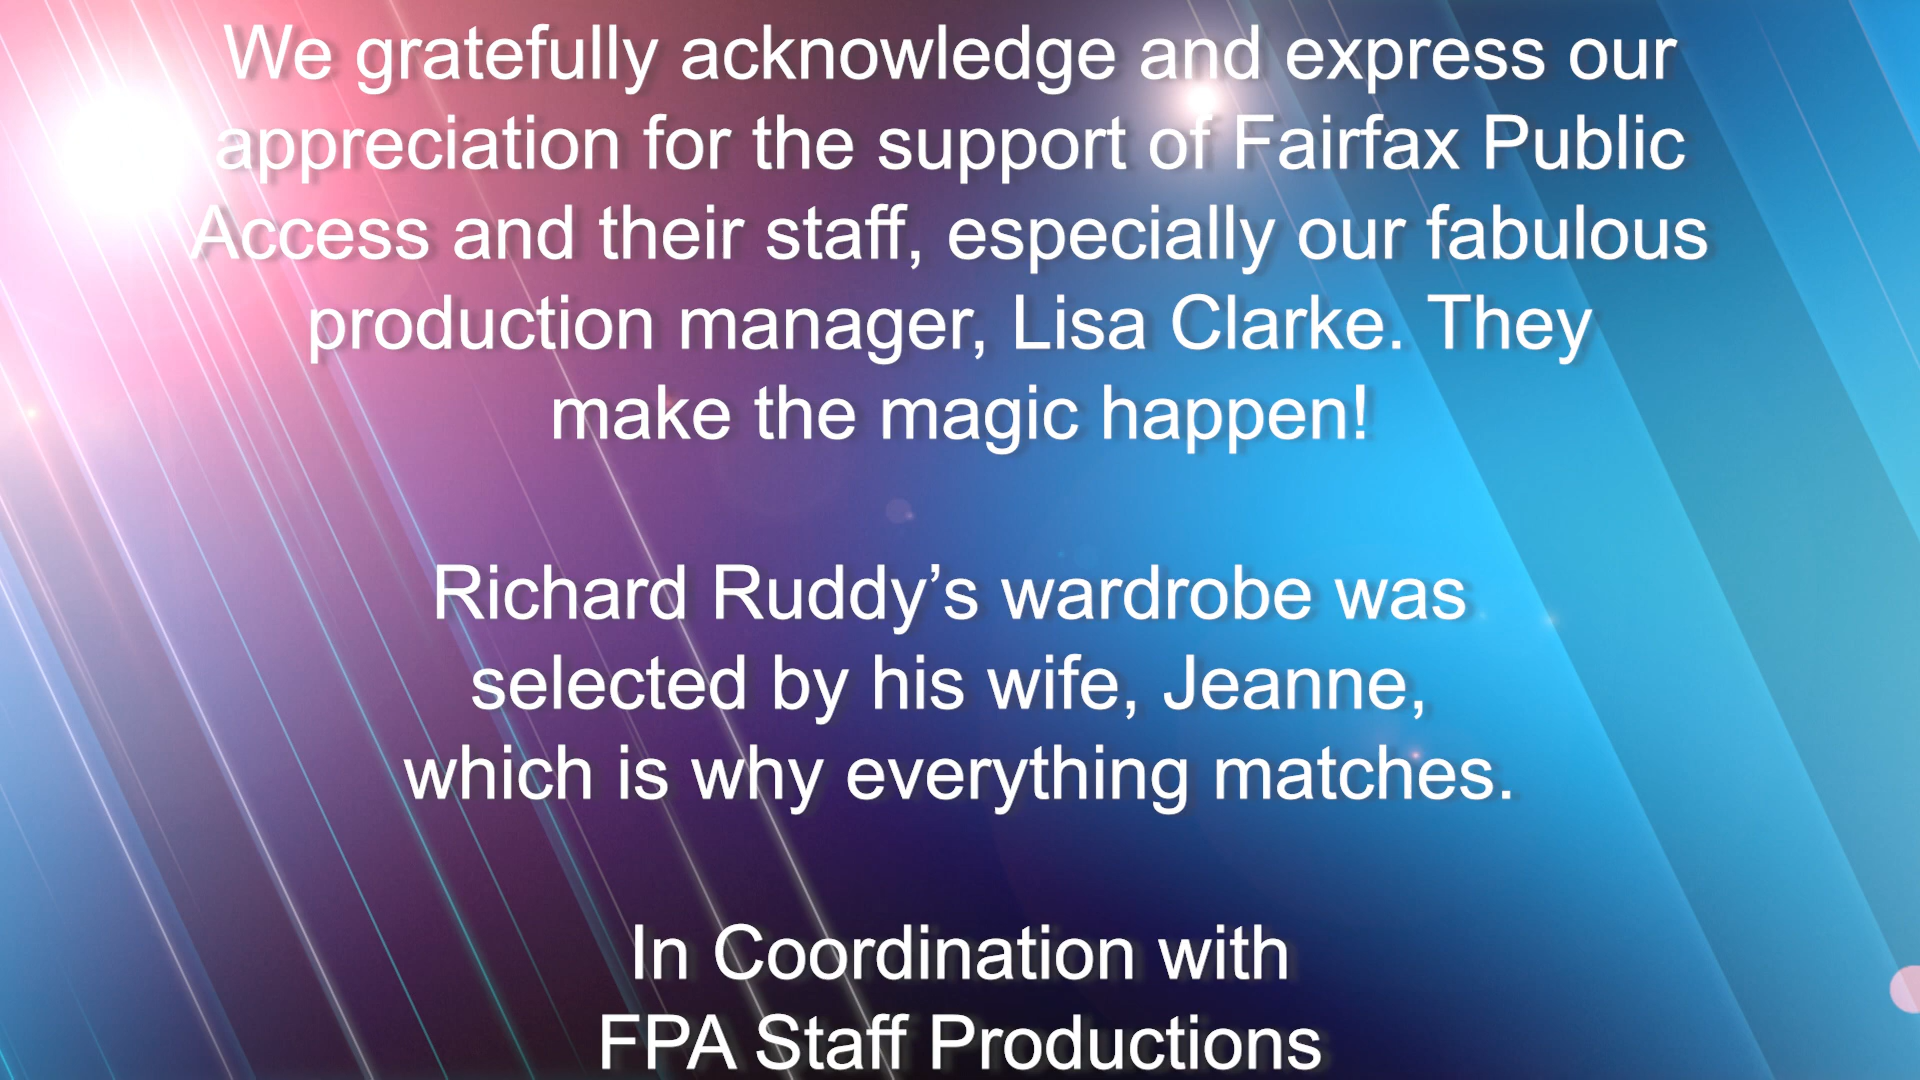 We gratefully acknowledge and express our
appreciation for the support of Fairfax Public
Access and their staff, especially our fabulous
production manager, Lisa Clarke. They
make the magic happen!
Richard Ruddy’s wardrobe was
selected by his wife, Jeanne,
which is why everything matches.
In Coordination with
FPA Staff Productions